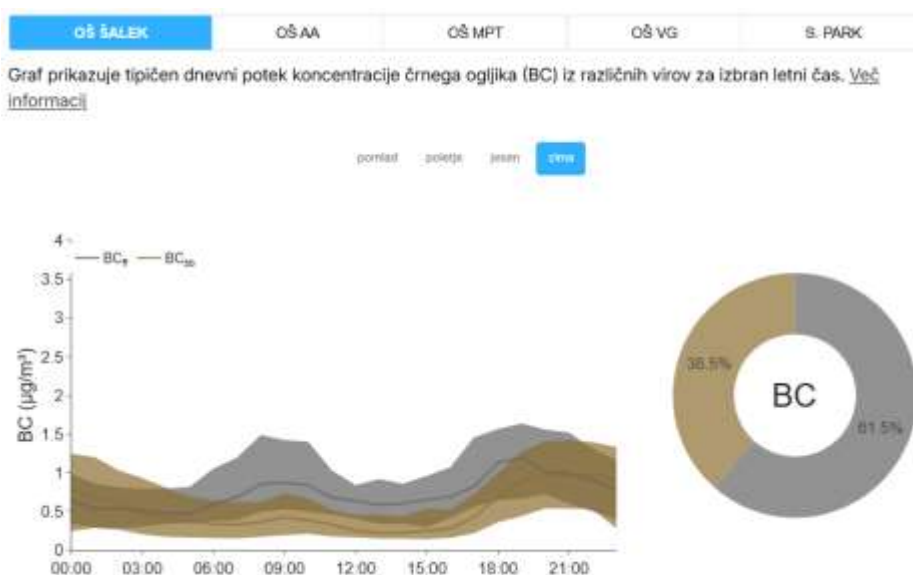 OŠ ŠALEK OŠ AA OŠ MPT OŠ VG S. PARK
Graf prikazuje tipičen dnevni potek koncentracije črnega ogljika (BC) iz različnih virov za izbran letni čas. Več
informacij
pomlad poletje jesen zima
4
BC BC
3.5
3
2.5
2
1.5
1
0.5
0
BC (µg/m³)
00:00 03:00 06:00 09:00 12:00 15:00 18:00 21:00
38.5%
BC
61.5%